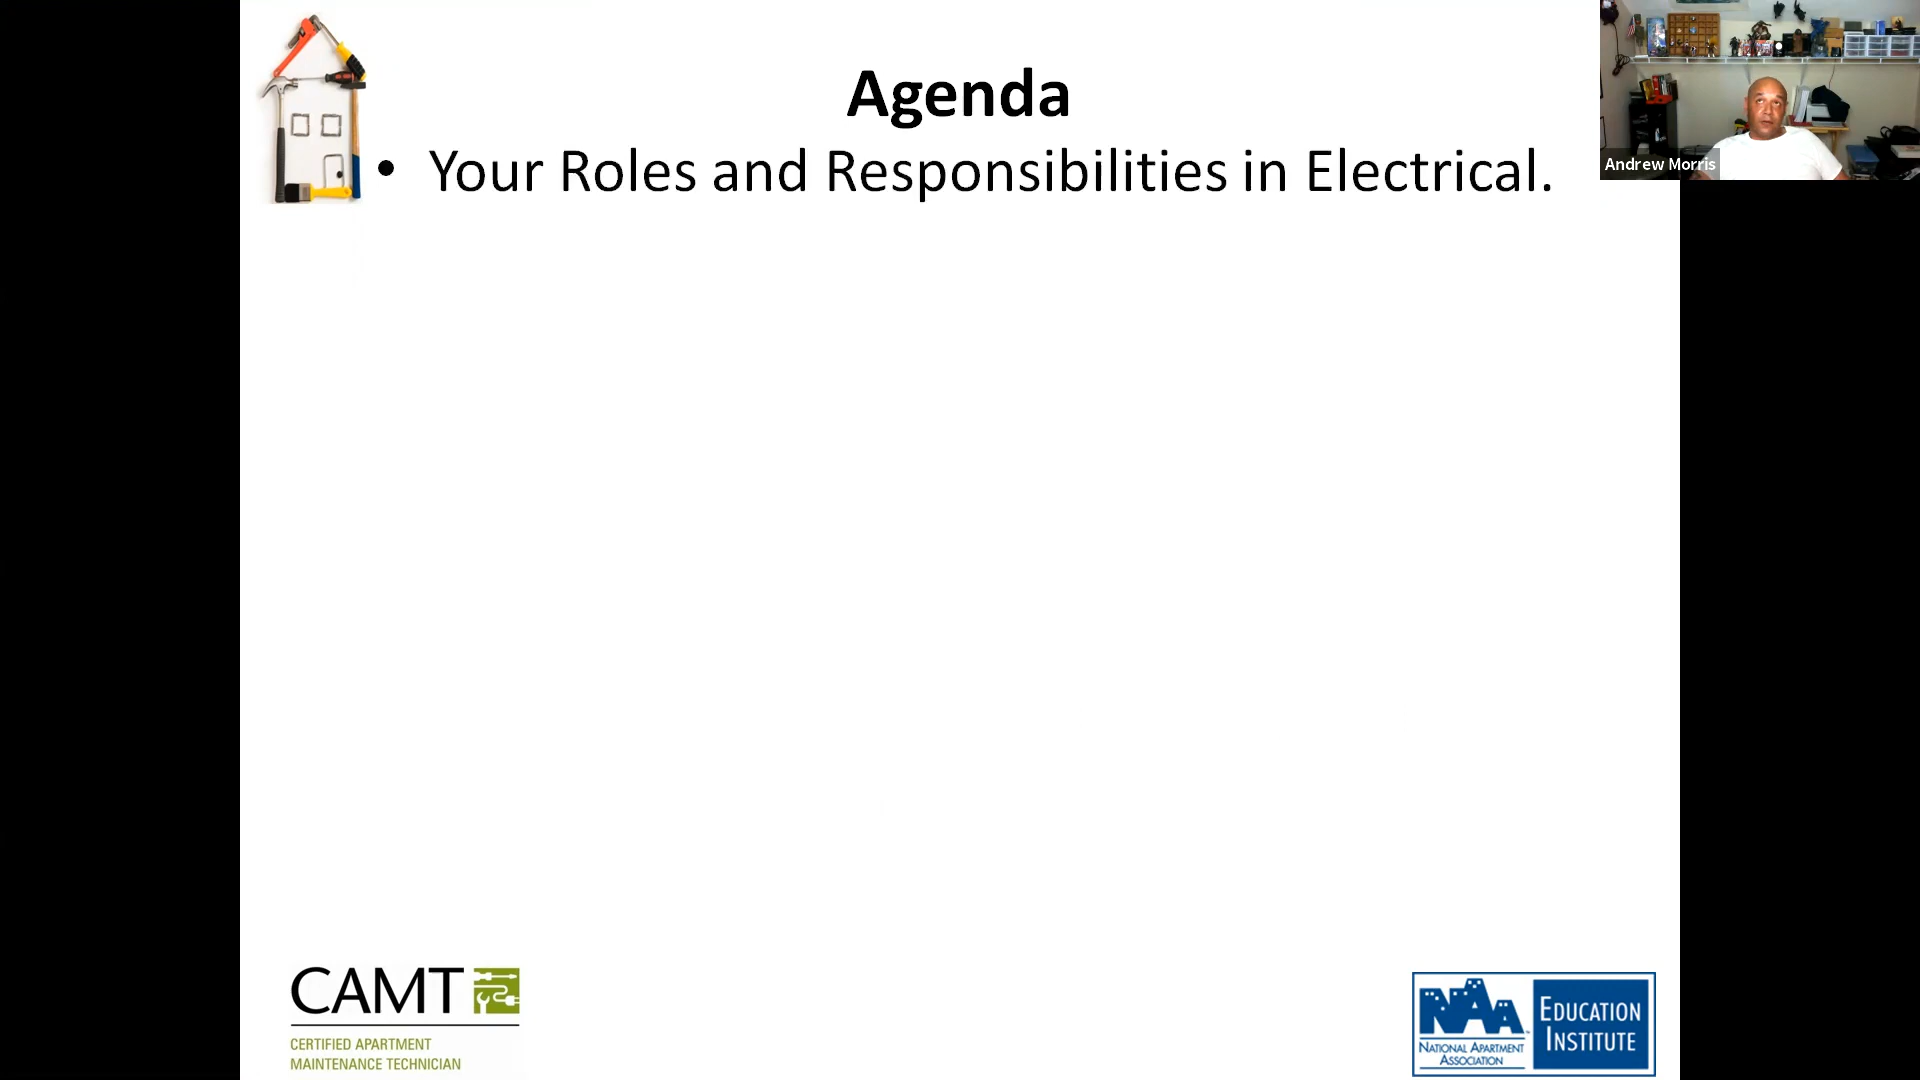 Agenda
• Your Roles and Responsibilities in Electrical.
Andrew Morris
CAMT
CERTIFIED APARTMENT
MAINTENANCE TECHNICIAN
NAA
NATIONAL APARTMENT
ASSOCIATION
EDUCATION
INSTITUTE